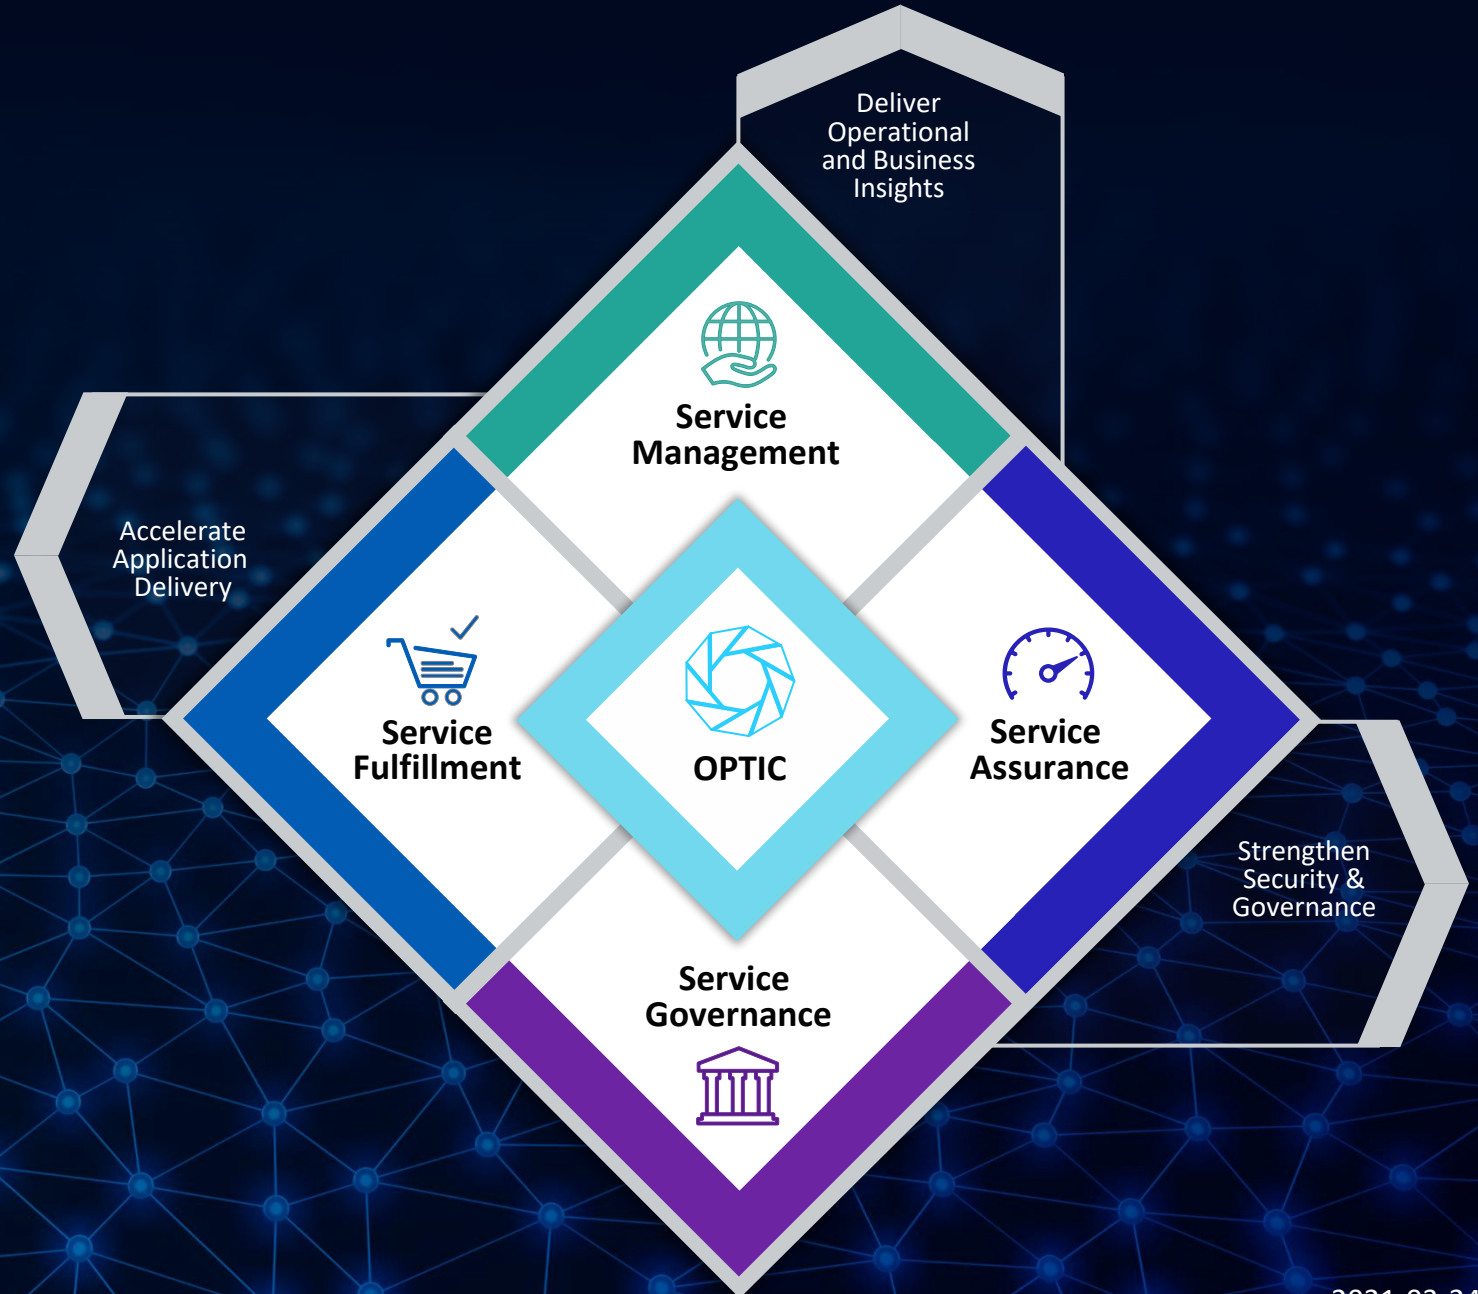 Deliver
Operational
and Business
Insights
Service
Management
Accelerate
Application
Delivery
Service
Fulfillment
OPTIC
Service
Assurance
Strengthen
Security &
Governance
Service
Governance